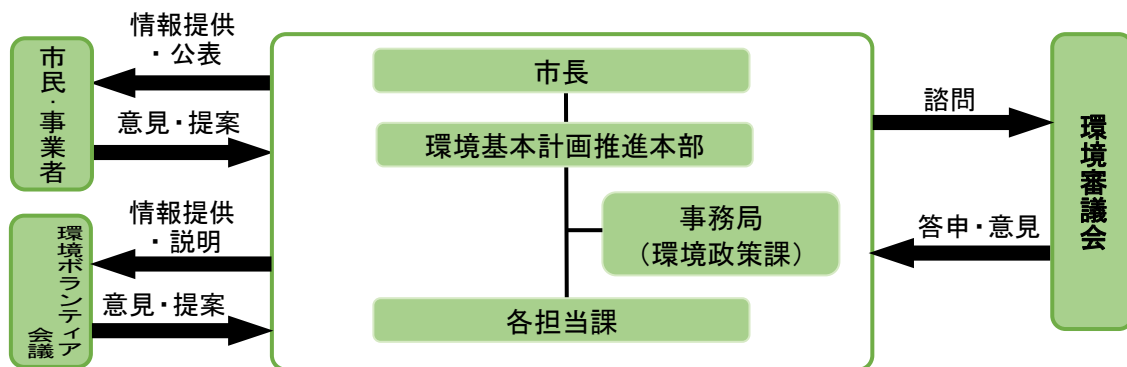 市民・事業者
情報提供
・公表
意見・提案
環境ボランティア
会議
情報提供
・説明
意見・提案
市長
環境基本計画推進本部
事務局
（環境政策課）
各担当課
諮問
答申・意見
環境審議会